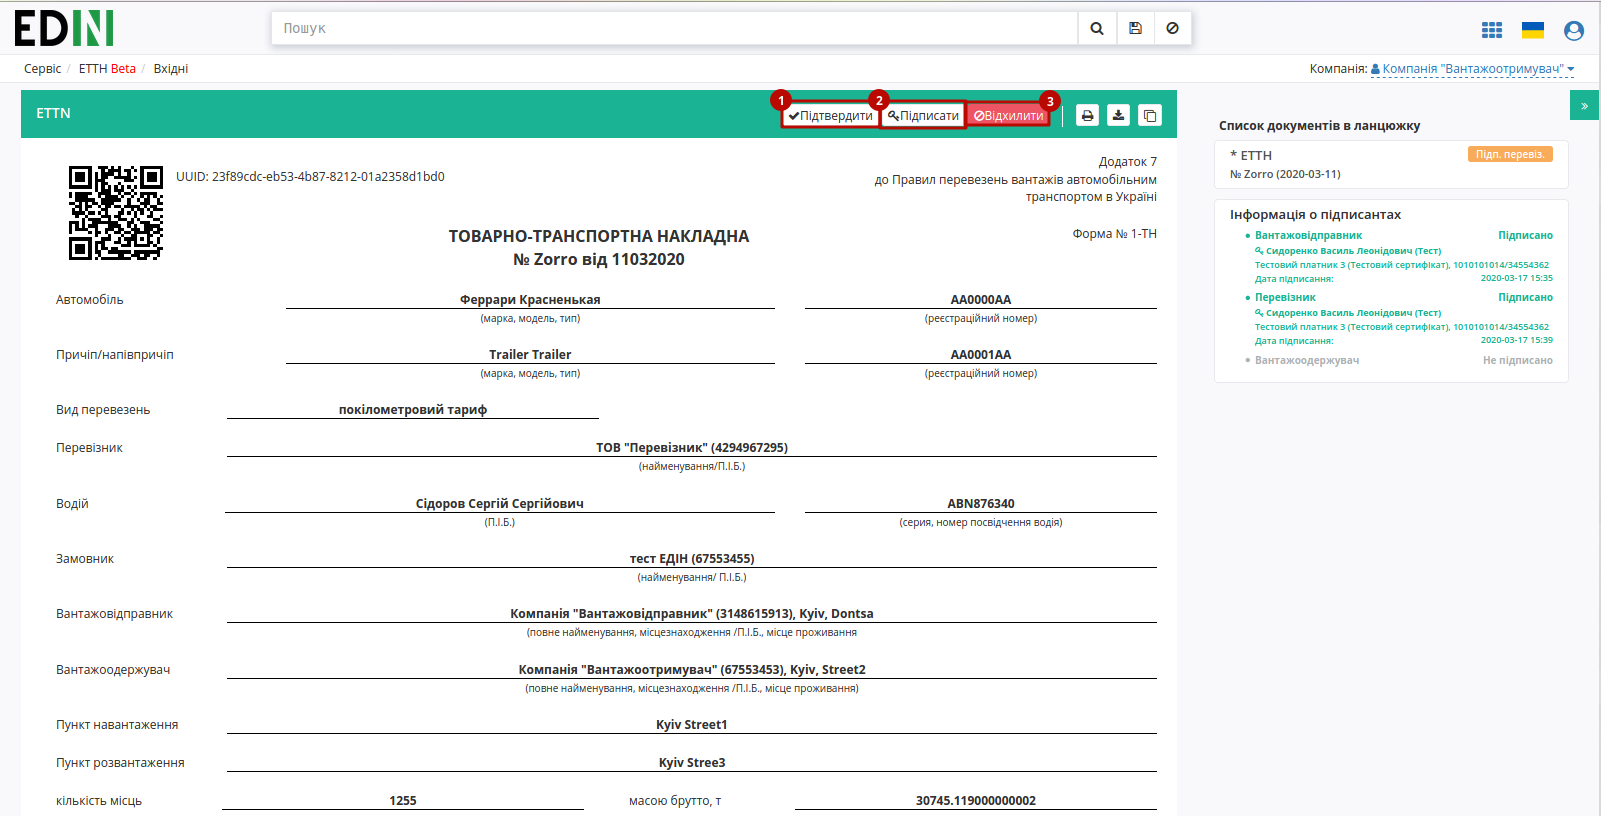 EDIN
Пошук
Сервіс / ЕТТН Beta / Вхідні
Компанія: Компанія "Вантажоотримувач"
ETTN
1 Підтвердити 2 Підписати 3 Відхилити
»
UUID: 23f89cdc-eb53-4b87-8212-01a2358d1bd0
Додаток 7
до Правил перевезень вантажів автомобільним
транспортом в Україні
ТОВАРНО-ТРАНСПОРТНА НАКЛАДНА
Форма № 1-ТН
№ Zorro від 11032020
Автомобіль Феррари Красненькая АА0000АА
(марка, модель, тип) (реєстраційний номер)
Причіп/напівпричіп Trailer Trailer АА0001АА
(марка, модель, тип) (реєстраційний номер)
Вид перевезень покілометровий тариф
Перевізник ТОВ "Перевізник" (4294967295)
(найменування/П.І.Б.)
Водій Сідоров Сергій Сергійович ABN876340
(П.І.Б.) (серия, номер посвідчення водія)
Замовник тест ЕДІН (67553455)
(найменування/ П.І.Б.)
Вантажовідправник Компанія "Вантажовідправник" (3148615913), Kyiv, Dontsa
(повне найменування, місцезнаходження /П.І.Б., місце проживання
Вантажоодержувач Компанія "Вантажоотримувач" (67553453), Kyiv, Street2
(повне найменування, місцезнаходження /П.І.Б., місце проживання)
Пункт навантаження Kyiv Street1
Пункт розвантаження Kyiv Stree3
кількість місць 1255 масою брутто, т 30745.119000000002
Список документів в ланцюжку
* ЕТТН Підп. перевіз.
№ Zorro (2020-03-11)
Інформація о підписантах
Вантажовідправник Підписано
Сидоренко Василь Леонідович (Тест)
Тестовий платник 3 (Тестовий сертифікат), 1010101014/34554362
Дата підписання: 2020-03-17 15:35
Перевізник Підписано
Сидоренко Василь Леонідович (Тест)
Тестовий платник 3 (Тестовий сертифікат), 1010101014/34554362
Дата підписання: 2020-03-17 15:39
Вантажоодержувач Не підписано